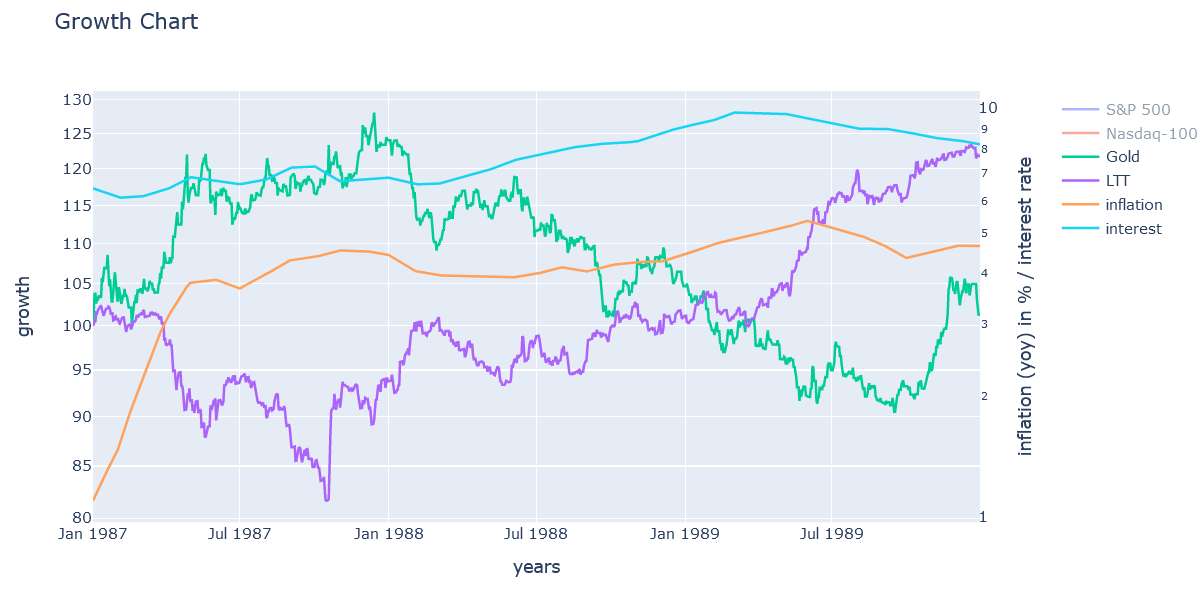 Growth Chart
130
125
120
115
110
105
100
95
90
85
80
growth
Jan 1987
Jul 1987
Jan 1988
Jul 1988
Jan 1989
Jul 1989
years
10
9
8
7
6
5
4
3
2
1
inflation (yoy) in % / interest rate
S&P 500
Nasdaq-100
Gold
LTT
inflation
interest